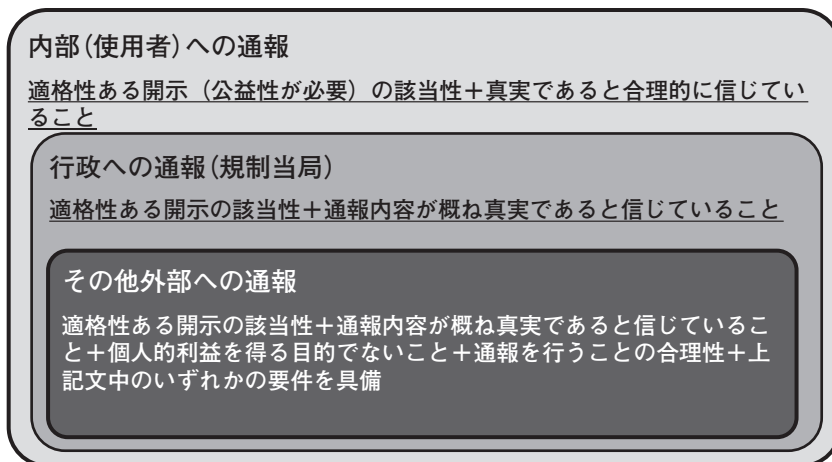 内部(使用者)への通報
適格性ある開示（公益性が必要）の該当性＋真実であると合理的に信じてい
ること
行政への通報(規制当局)
適格性ある開示の該当性＋通報内容が概ね真実であると信じていること
その他外部への通報
適格性ある開示の該当性＋通報内容が概ね真実であると信じているこ
と＋個人的利益を得る目的でないこと＋通報を行うことの合理性＋上
記文中のいずれかの要件を具備